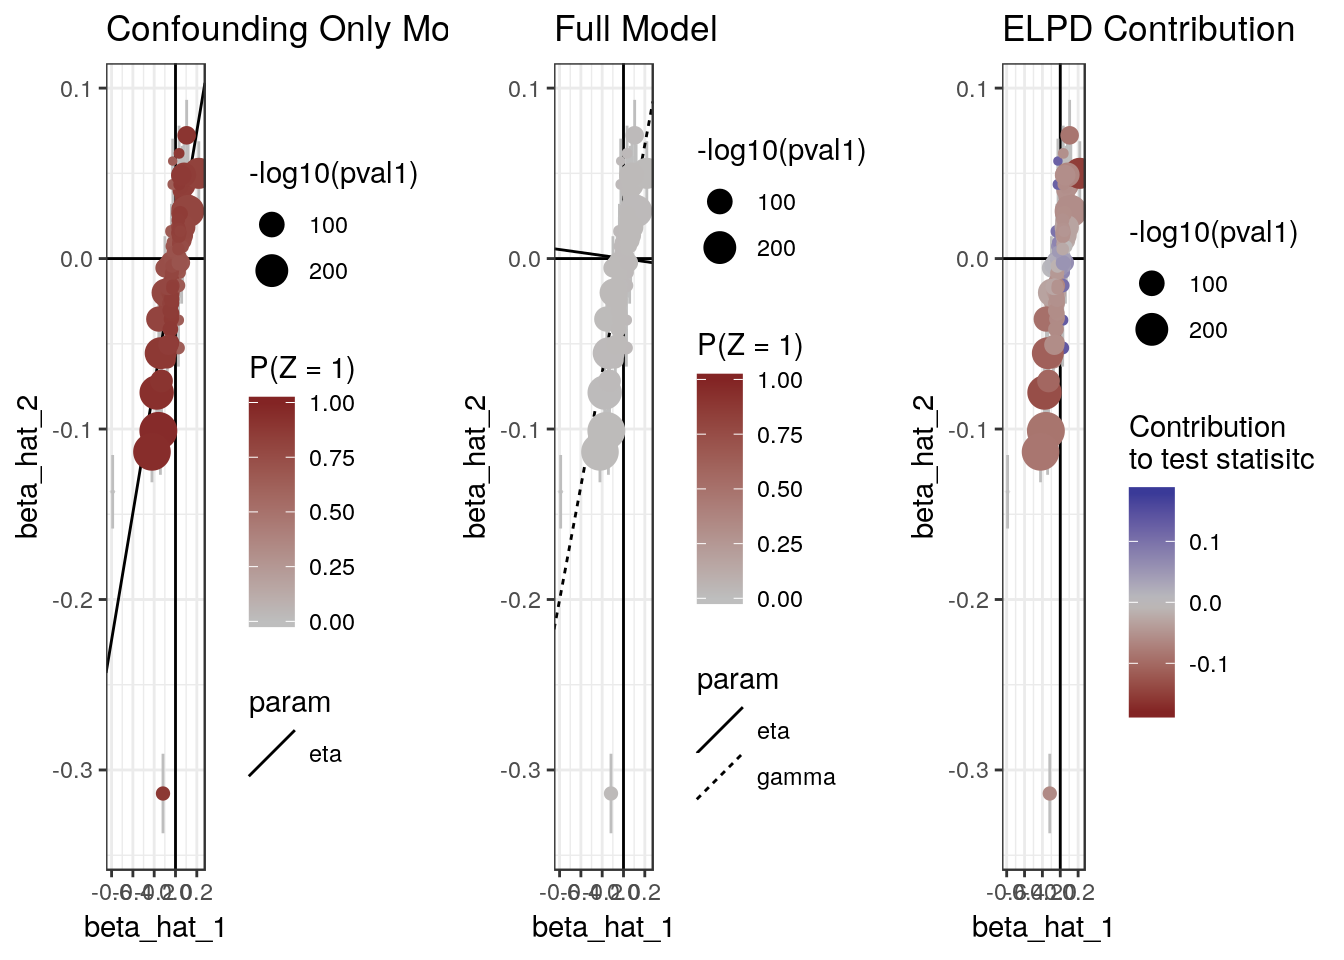 Confounding Only Mo
Full Model
ELPD Contribution
beta_hat_2
0.1
0.0
-0.1
-0.2
-0.3
beta_hat_1
-log10(pval1)
100
200
P(Z = 1)
1.00
0.75
0.50
0.25
0.00
param
eta
beta_hat_2
0.1
0.0
-0.1
-0.2
-0.3
beta_hat_1
-log10(pval1)
100
200
P(Z = 1)
1.00
0.75
0.50
0.25
0.00
param
eta
gamma
beta_hat_2
0.1
0.0
-0.1
-0.2
-0.3
beta_hat_1
-log10(pval1)
100
200
Contribution
to test statisitc
0.1
0.0
-0.1